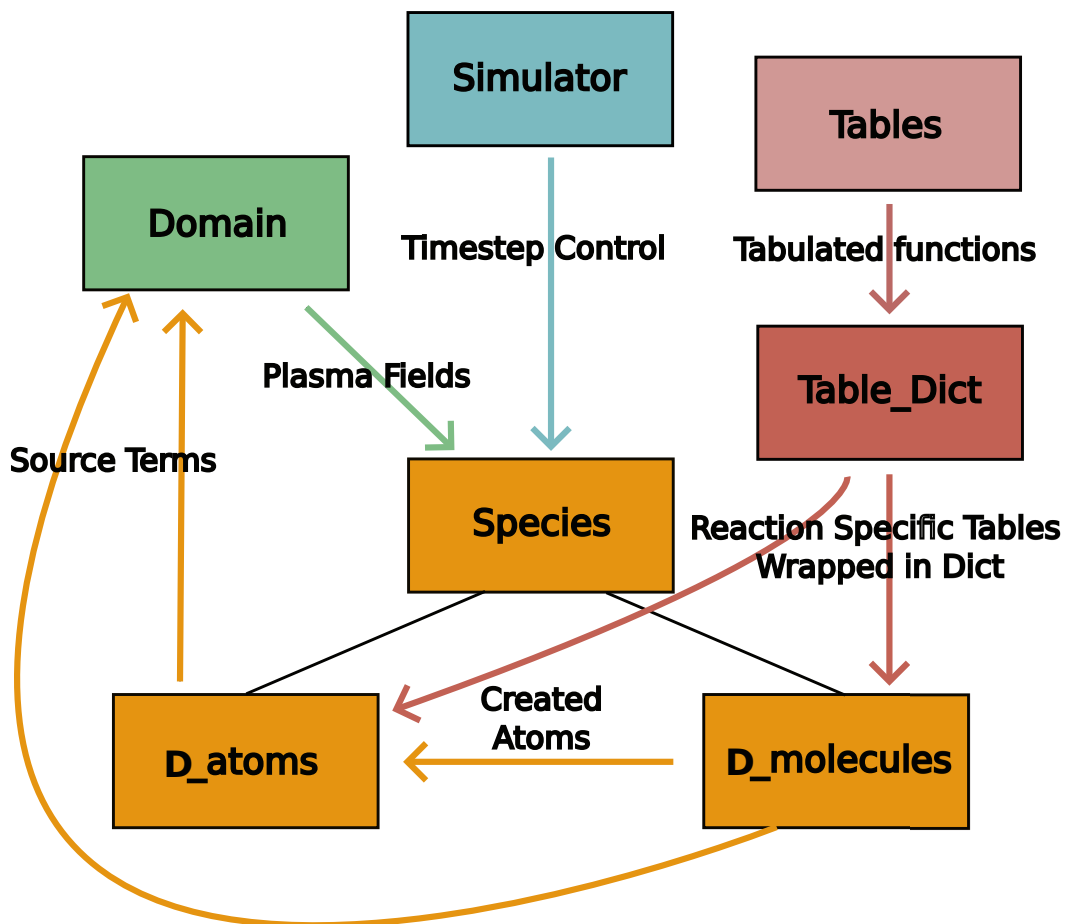 Simulator
Tables
Domain
Timestep Control
Tabulated functions
Plasma Fields
Table_Dict
Source Terms
Species
Reaction Specific Tables
Wrapped in Dict
Created
Atoms
D_atoms
D_molecules